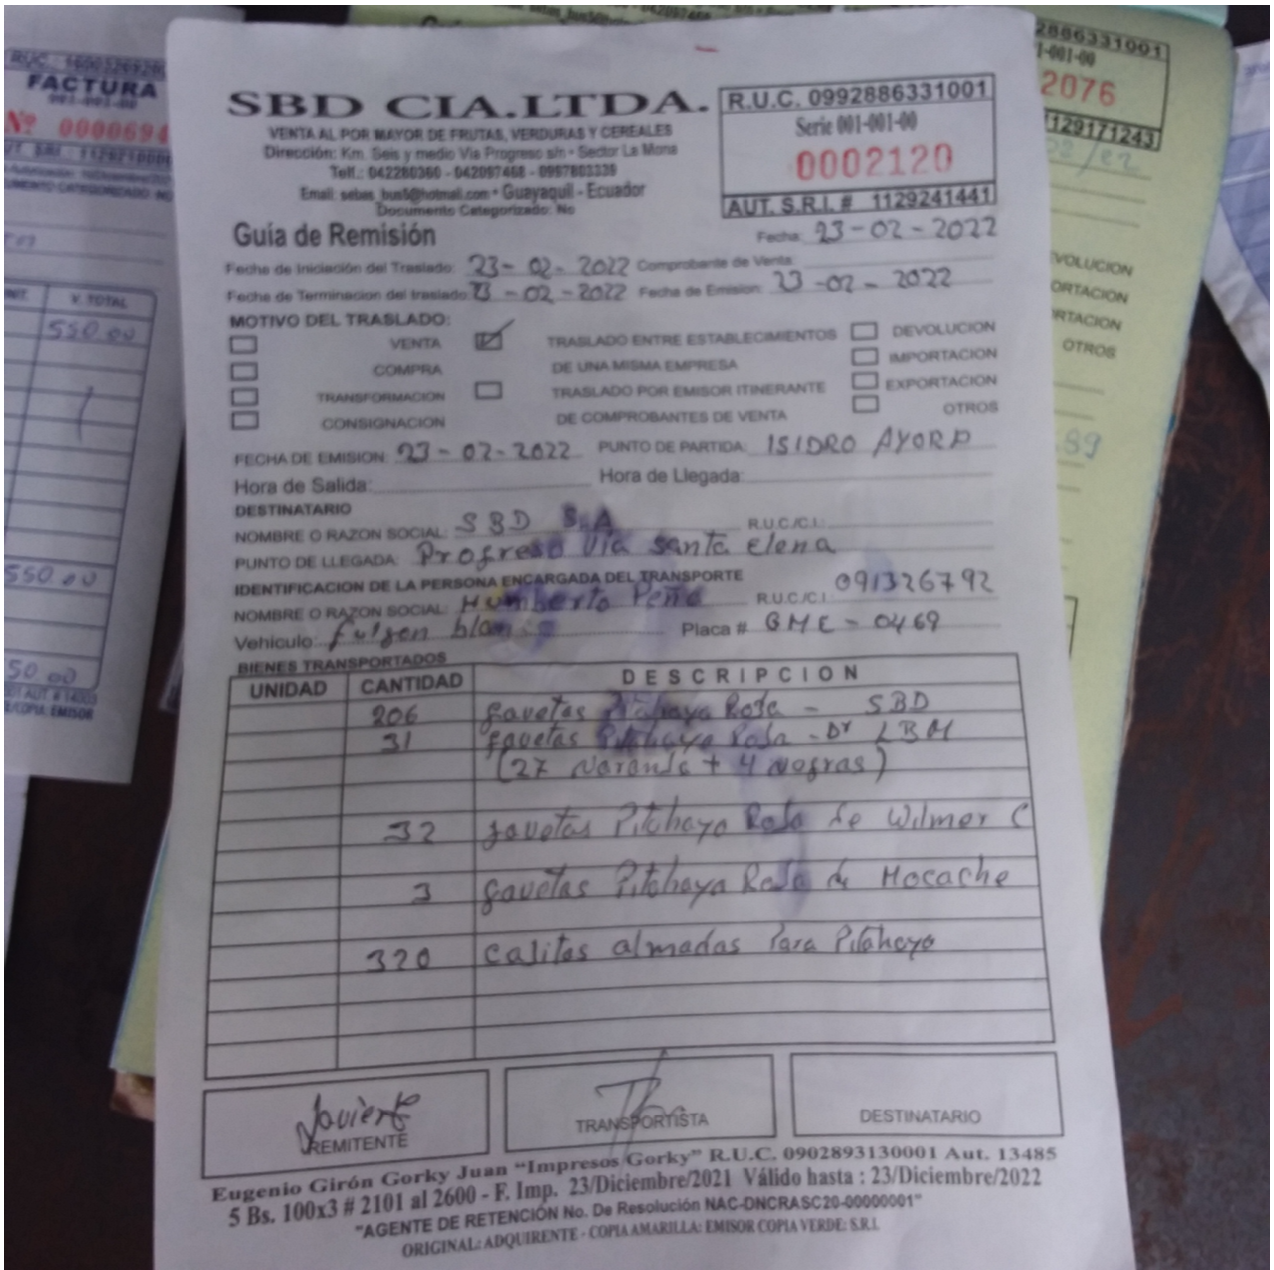 SBD CIA.LTDA.
VENTA AL POR MAYOR DE FRUTAS, VERDURAS Y CEREALES
Dirección: Km. Seis y medio Via Progreso s/n - Sector La Mona
Telf.: 042280360 - 042097468 - 0997803339
Email: sebas_bus5@hotmail.com * Guayaquil - Ecuador
Documento Categorizado: No
R.U.C. 0992886331001
Serie 001-001-00
0002120
AUT. S.R.I. # 1129241441
Guía de Remisión
Fecha: 23-02-2022
Fecha de Iniciación del Traslado: 23-02-2022 Comprobante de Venta:
Fecha de Terminacion del traslado: 23-02-2022 Fecha de Emision: 23-02-2022
MOTIVO DEL TRASLADO:
VENTA TRASLADO ENTRE ESTABLECIMIENTOS DEVOLUCION
COMPRA DE UNA MISMA EMPRESA IMPORTACION
TRANSFORMACION TRASLADO POR EMISOR ITINERANTE EXPORTACION
CONSIGNACION DE COMPROBANTES DE VENTA OTROS
FECHA DE EMISION: 23-02-2022 PUNTO DE PARTIDA: ISIDRO AYORA
Hora de Salida: Hora de Llegada:
DESTINATARIO
NOMBRE O RAZON SOCIAL: SBD S.A R.U.C./C.I.:
PUNTO DE LLEGADA: Progreso Via Santa Elena
IDENTIFICACION DE LA PERSONA ENCARGADA DEL TRANSPORTE
NOMBRE O RAZON SOCIAL: Humberto Peña R.U.C./C.I.: 091326792
Vehiculo: Placa # GME-0469
BIENES TRANSPORTADOS
UNIDAD CANTIDAD DESCRIPCION
206 gavetas Pitahaya Rosa - SBD
31 gavetas Pitahaya Rosa - Dr LBM
(27 Naranja + 4 Negras)
32 gavetas Pitahaya Rosa de Wilmer C
3 gavetas Pitahaya Rosa de Mocache
320 Cajitas almadas Para Pitahaya
REMITENTE
TRANSPORTISTA
DESTINATARIO
Eugenio Girón Gorky Juan "Impresos Gorky" R.U.C. 0902893130001 Aut. 13485
5 Bs. 100x3 # 2101 al 2600 - F. Imp. 23/Diciembre/2021 Válido hasta : 23/Diciembre/2022
"AGENTE DE RETENCIÓN No. De Resolución NAC-DNCRASC20-00000001"
ORIGINAL: ADQUIRENTE - COPIA AMARILLA: EMISOR COPIA VERDE: S.R.I.
FACTURA
001-001-00
Nº 0000694
V. TOTAL
550.00
550.00
50.00
2886331001
1-001-00
2076
1129171243
02/22
VOLUCION
ORTACION
RTACION
OTROS